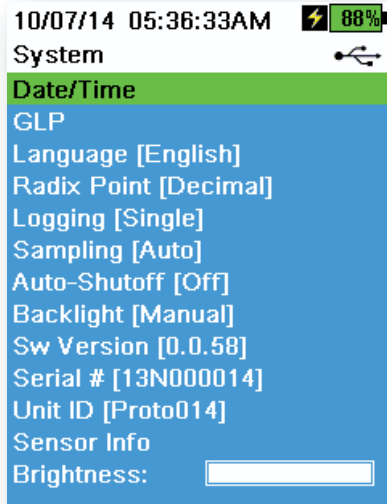 10/07/14 05:36:33AM 88%
System
Date/Time
GLP
Language [English]
Radix Point [Decimal]
Logging [Single]
Sampling [Auto]
Auto-Shutoff [Off]
Backlight [Manual]
Sw Version [0.0.58]
Serial # [13N000014]
Unit ID [Proto014]
Sensor Info
Brightness: